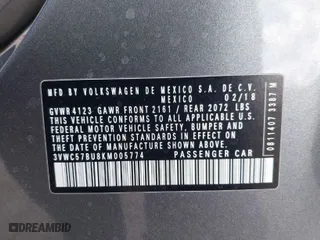 MFD BY VOLKSWAGEN DE MEXICO S.A. DE C.V.
MEXICO 02/18
GVWR 4123 GAWR FRONT 2161 / REAR 2072 LBS
THIS VEHICLE CONFORMS TO ALL APPLICABLE
FEDERAL MOTOR VEHICLE SAFETY, BUMPER AND
THEFT PREVENTION STANDARDS IN EFFECT ON
THE DATE OF MANUFACTURE SHOWN ABOVE
3VWC57BU8KM005774 PASSENGER CAR
0811407 3387 M